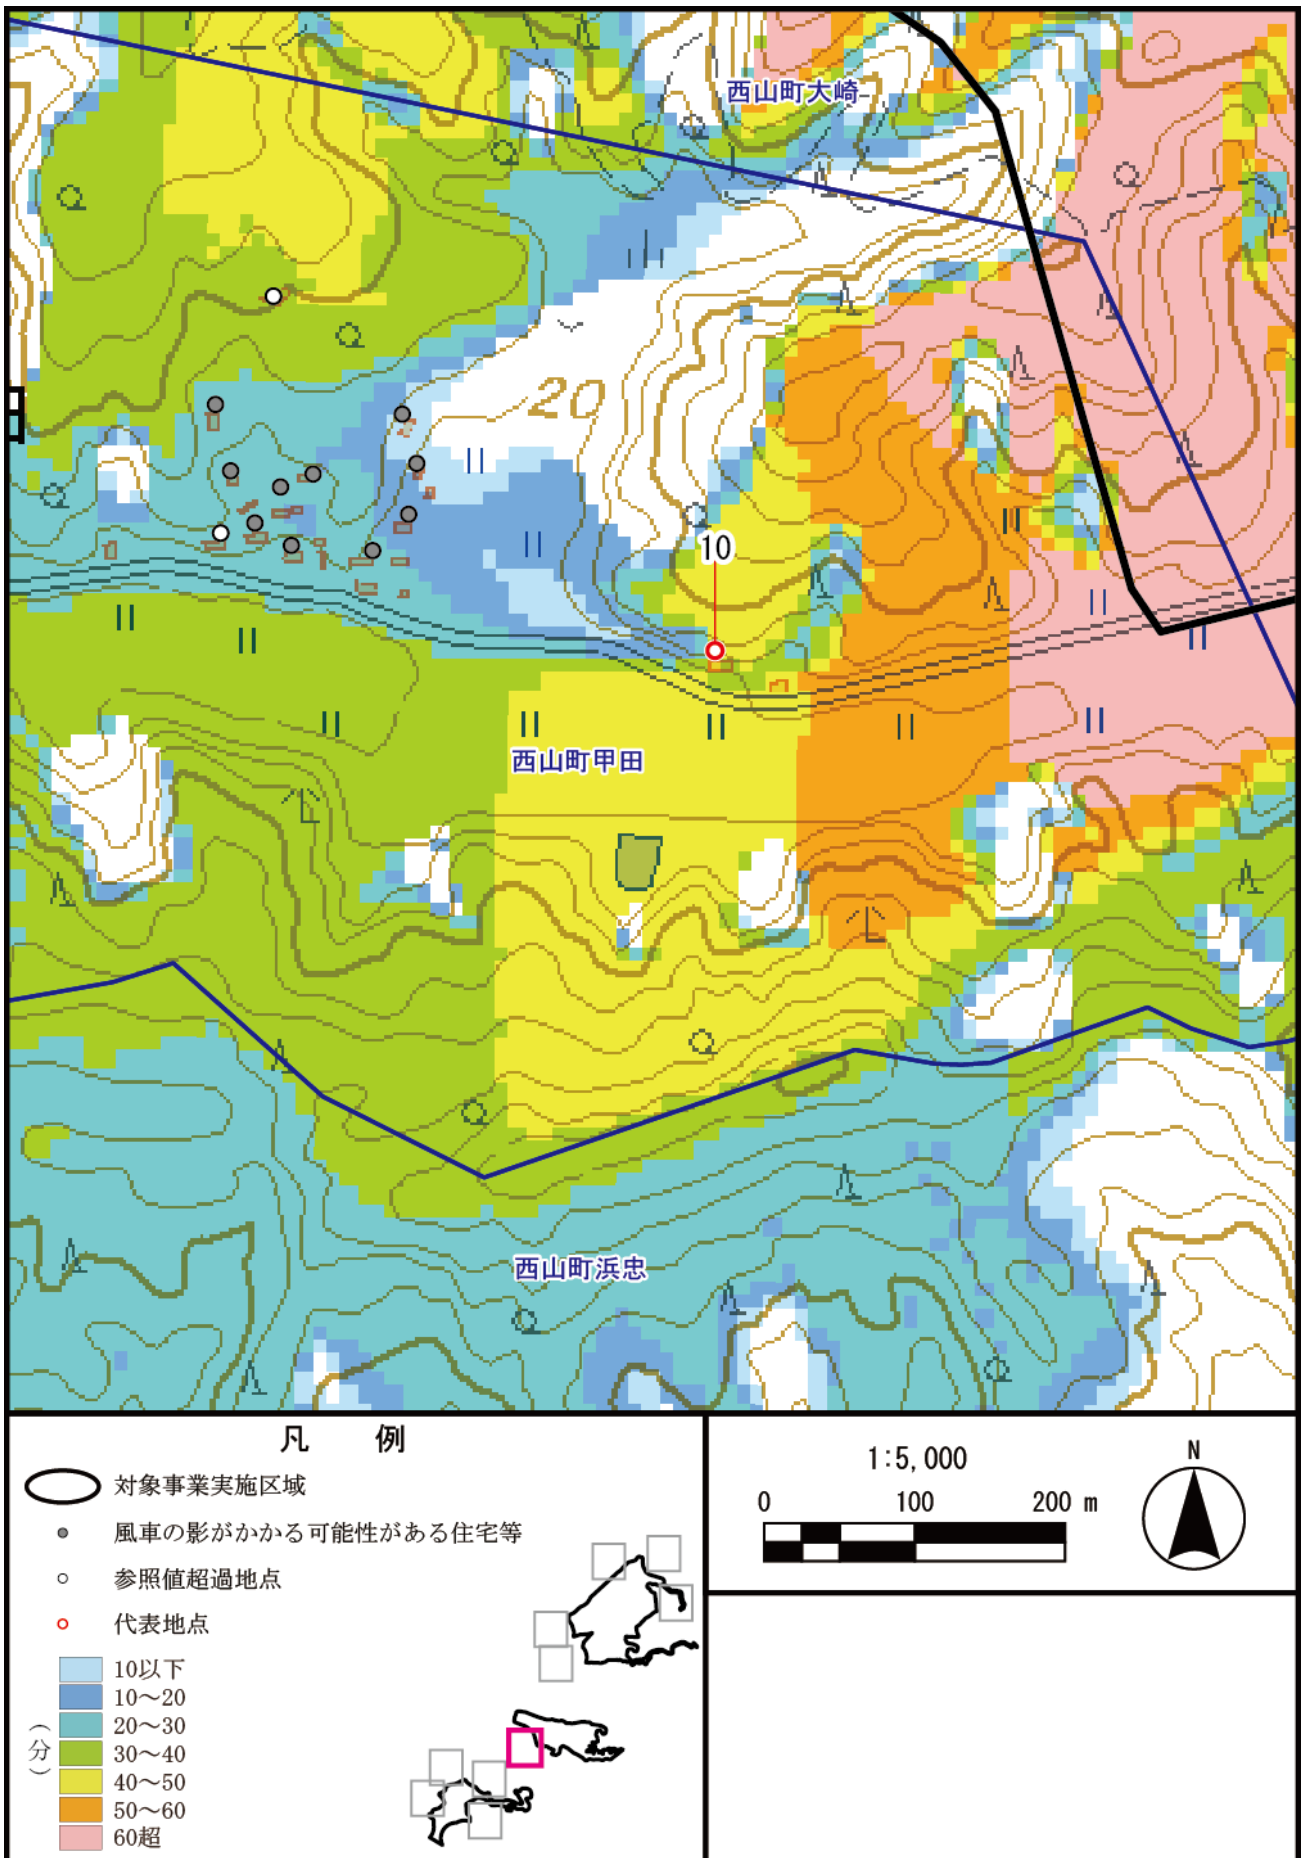 西山町大崎
20
10
西山町甲田
西山町浜忠
凡 例
対象事業実施区域
風車の影がかかる可能性がある住宅等
参照値超過地点
代表地点
(分)
10以下
10～20
20～30
30～40
40～50
50～60
60超
1:5,000
0 100 200 m
N